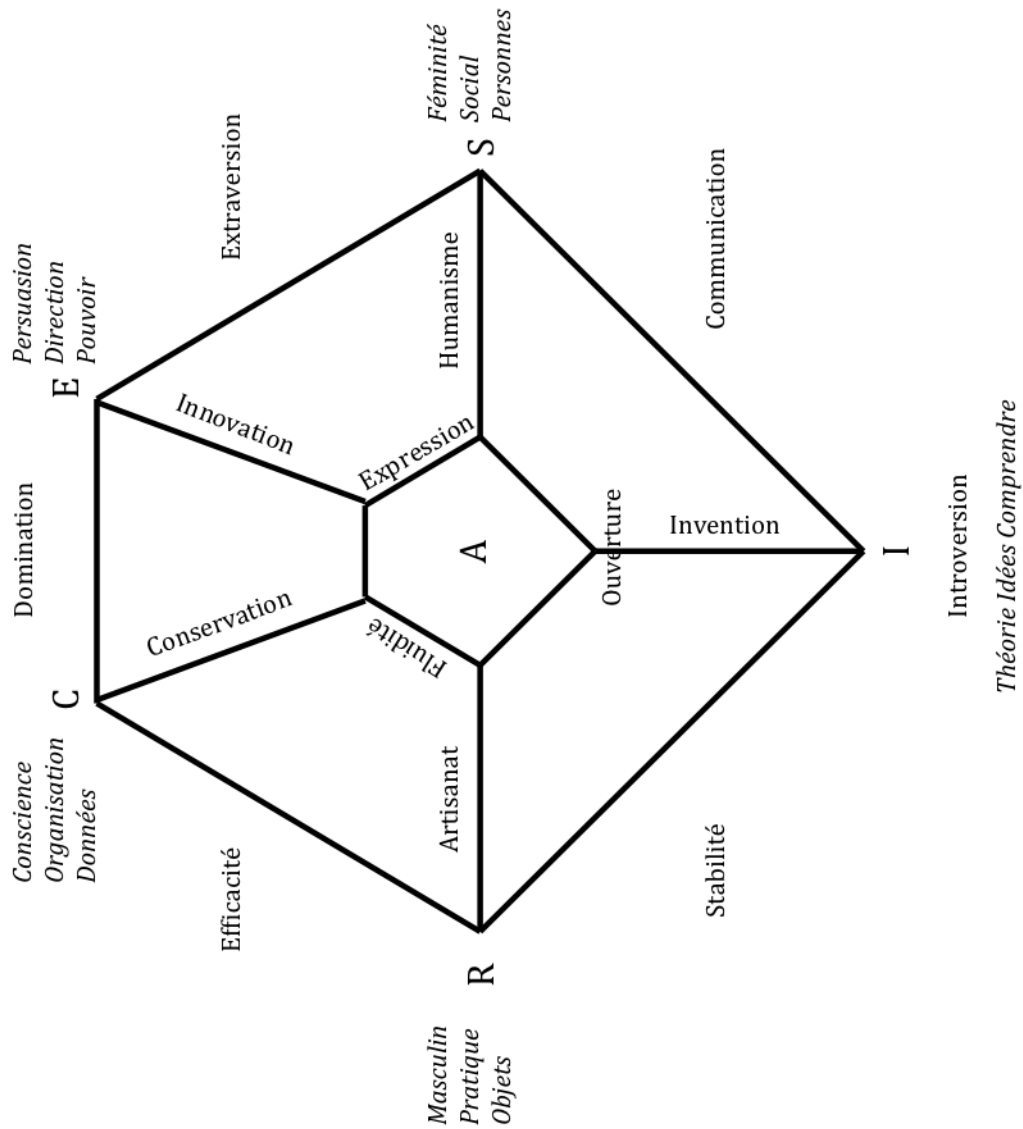 Conscience
Organisation
Données
Domination
Persuasion
Direction
Pouvoir
C
E
Efficacité
Conservation
Innovation
Extraversion
Masculin
Pratique
Objets
R
Artisanat
Fluidité
A
Expression
Humanisme
S
Féminité
Social
Personnes
Ouverture
Stabilité
Invention
Communication
I
Introversion
Théorie Idées Comprendre